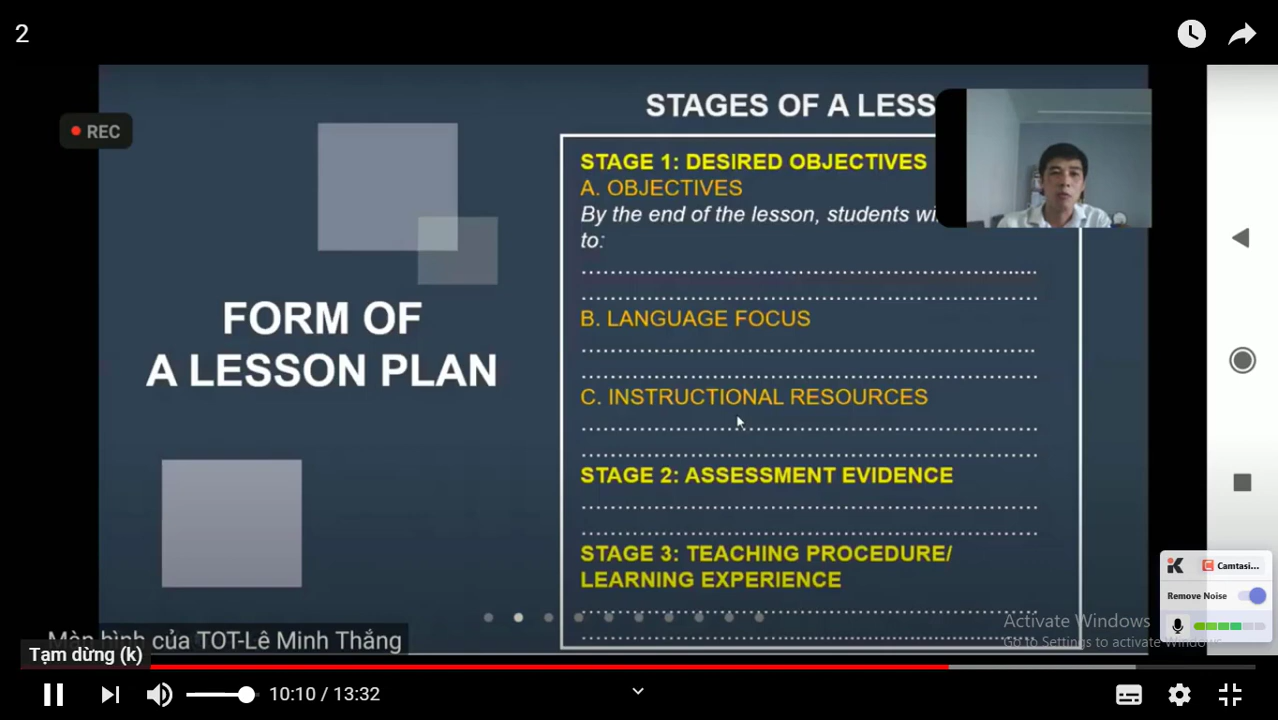 2
STAGES OF A LESS
REC
STAGE 1: DESIRED OBJECTIVES
A. OBJECTIVES
By the end of the lesson, students
to:
FORM OF
A LESSON PLAN
B. LANGUAGE FOCUS
C. INSTRUCTIONAL RESOURCES
STAGE 2: ASSESSMENT EVIDENCE
STAGE 3: TEACHING PROCEDURE/
LEARNING EXPERIENCE
Camtasi...
Remove Noise
Activate Windows
Go to Settings to activate Windows.
Màn hình của TOT-Lê Minh Thắng
Tạm dừng (k)
10:10 / 13:32